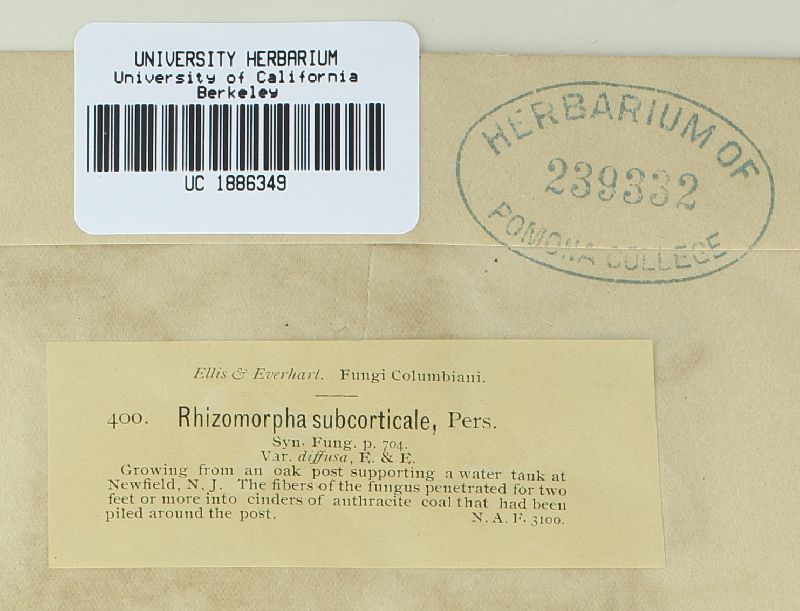 UNIVERSITY HERBARIUM
University of California
Berkeley
UC 1886349
HERBARIUM OF
239332
POMONA COLLEGE
Ellis & Everhart. Fungi Columbiani.
400. Rhizomorpha subcorticale, Pers.
Syn. Fung. p. 704.
Var. diffusa, E. & E.
Growing from an oak post supporting a water tank at
Newfield, N. J. The fibers of the fungus penetrated for two
feet or more into cinders of anthracite coal that had been
piled around the post. N. A. F. 3100.